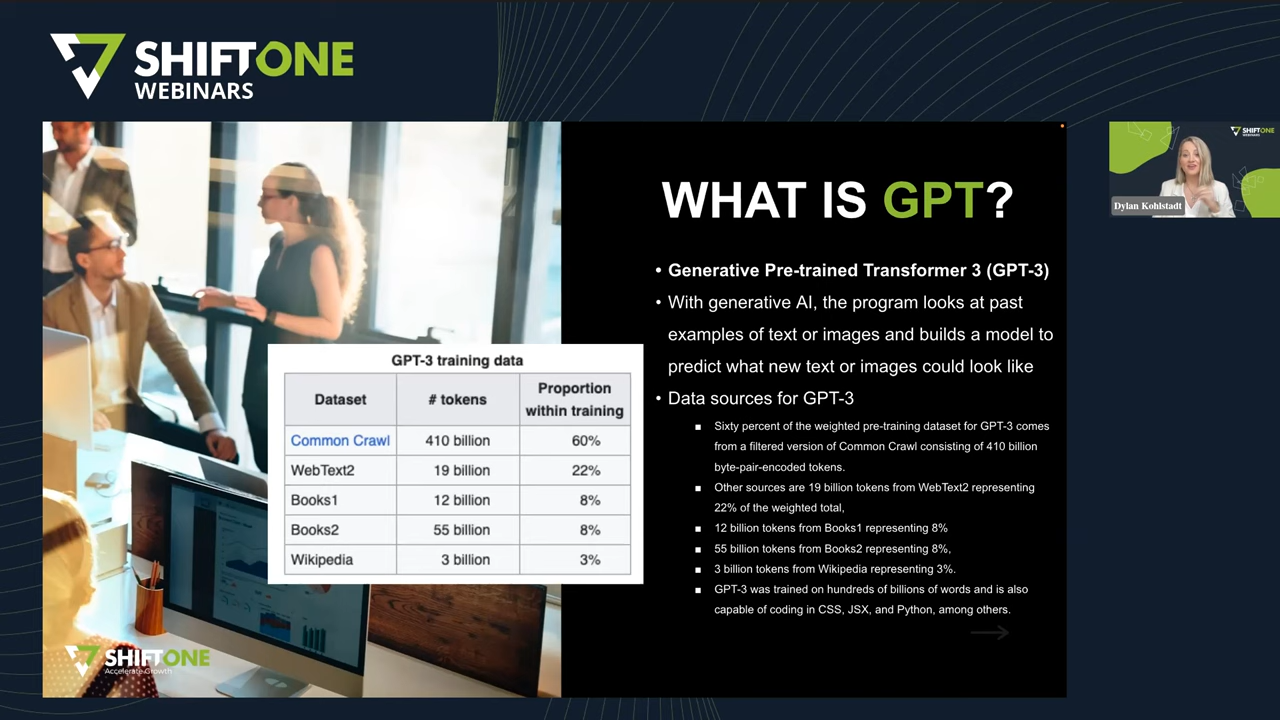 SHIFTONE
WEBINARS
SHIFTONE
WEBINARS
Dylan Kohlstadt
WHAT IS GPT?
• Generative Pre-trained Transformer 3 (GPT-3)
• With generative AI, the program looks at past
examples of text or images and builds a model to
predict what new text or images could look like
• Data sources for GPT-3
■ Sixty percent of the weighted pre-training dataset for GPT-3 comes
from a filtered version of Common Crawl consisting of 410 billion
byte-pair-encoded tokens.
■ Other sources are 19 billion tokens from WebText2 representing
22% of the weighted total,
■ 12 billion tokens from Books1 representing 8%
■ 55 billion tokens from Books2 representing 8%,
■ 3 billion tokens from Wikipedia representing 3%.
■ GPT-3 was trained on hundreds of billions of words and is also
capable of coding in CSS, JSX, and Python, among others.
GPT-3 training data
Dataset # tokens Proportion within training
Common Crawl 410 billion 60%
WebText2 19 billion 22%
Books1 12 billion 8%
Books2 55 billion 8%
Wikipedia 3 billion 3%
SHIFTONE
Accelerate Growth